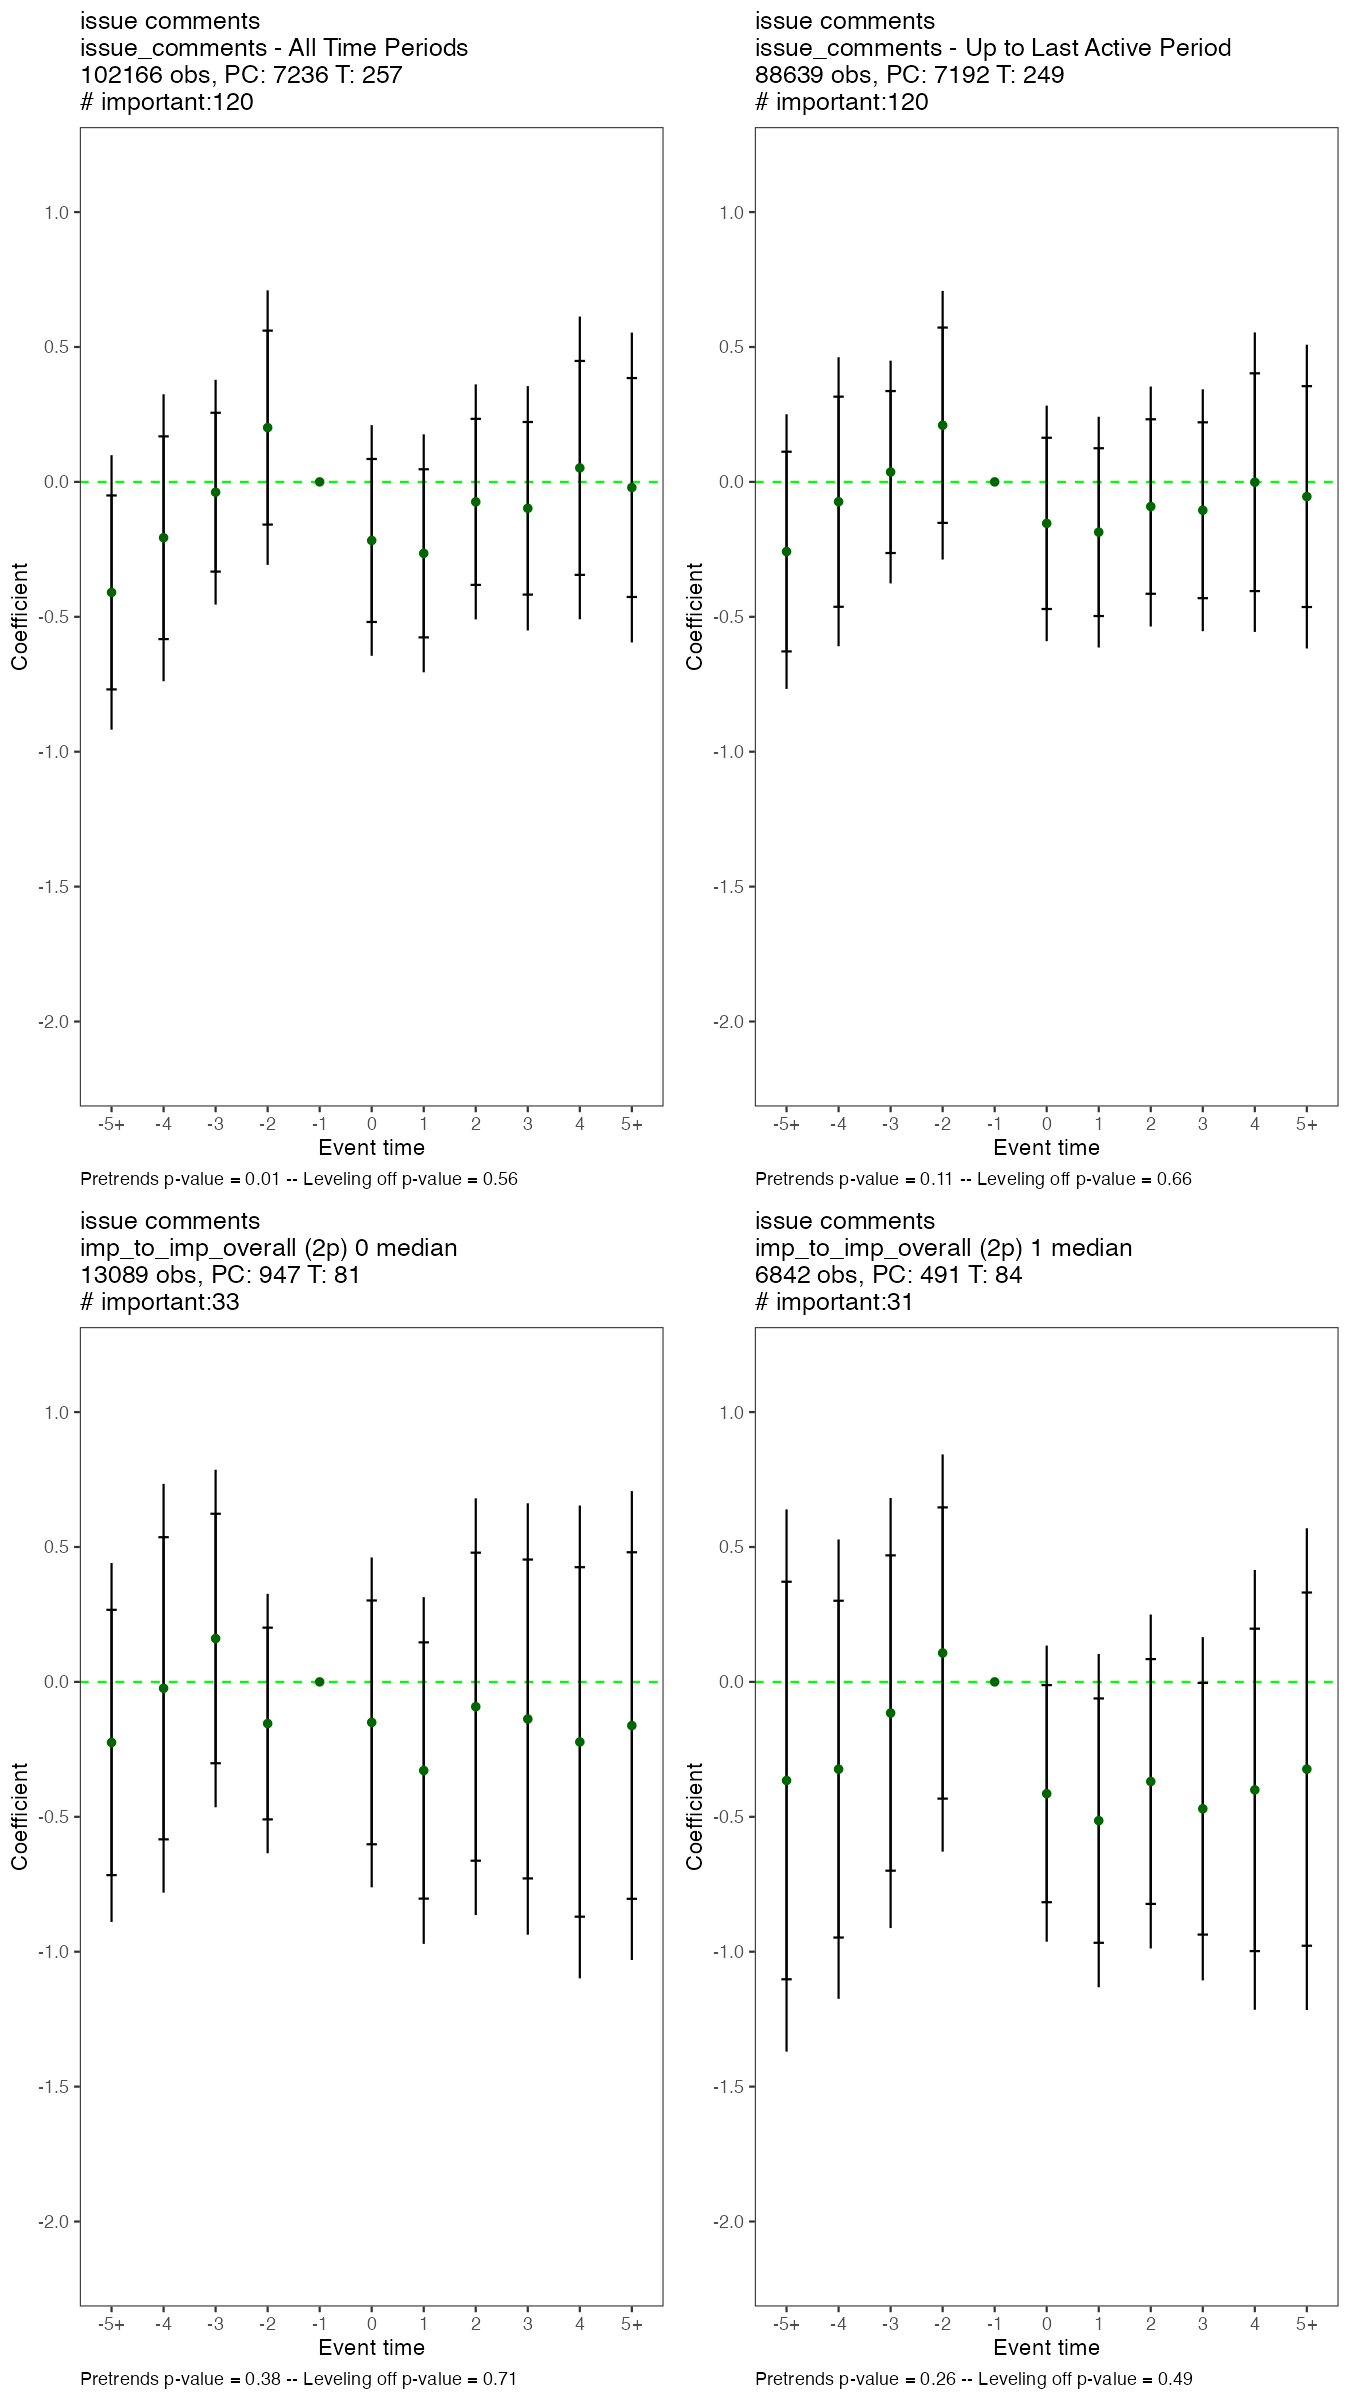 issue comments
issue_comments - All Time Periods
102166 obs, PC: 7236 T: 257
# important:120
1.0
0.5
0.0
-0.5
-1.0
-1.5
-2.0
Coefficient
-5+ -4 -3 -2 -1 0 1 2 3 4 5+
Event time
Pretrends p-value = 0.01 -- Leveling off p-value = 0.56
issue comments
issue_comments - Up to Last Active Period
88639 obs, PC: 7192 T: 249
# important:120
1.0
0.5
0.0
-0.5
-1.0
-1.5
-2.0
Coefficient
-5+ -4 -3 -2 -1 0 1 2 3 4 5+
Event time
Pretrends p-value = 0.11 -- Leveling off p-value = 0.66
issue comments
imp_to_imp_overall (2p) 0 median
13089 obs, PC: 947 T: 81
# important:33
1.0
0.5
0.0
-0.5
-1.0
-1.5
-2.0
Coefficient
-5+ -4 -3 -2 -1 0 1 2 3 4 5+
Event time
Pretrends p-value = 0.38 -- Leveling off p-value = 0.71
issue comments
imp_to_imp_overall (2p) 1 median
6842 obs, PC: 491 T: 84
# important:31
1.0
0.5
0.0
-0.5
-1.0
-1.5
-2.0
Coefficient
-5+ -4 -3 -2 -1 0 1 2 3 4 5+
Event time
Pretrends p-value = 0.26 -- Leveling off p-value = 0.49